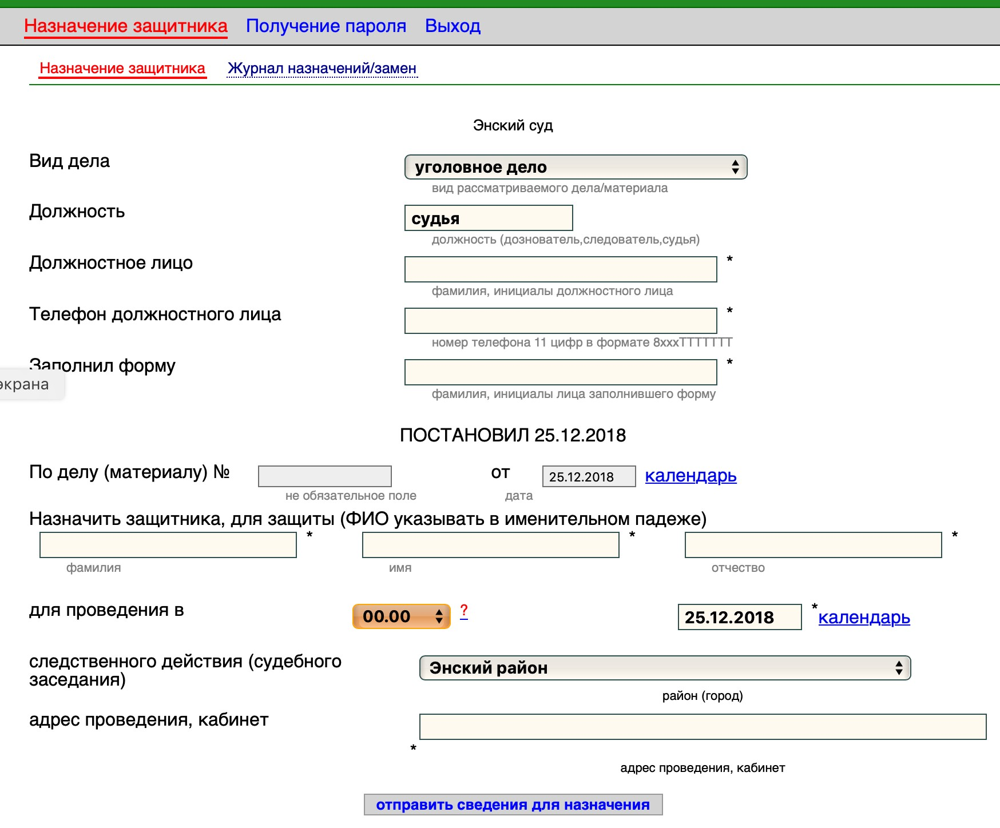 Назначение защитника Получение пароля Выход
Назначение защитника Журнал назначений/замен
Энский суд
Вид дела уголовное дело
вид рассматриваемого дела/материала
Должность судья
должность (дознователь,следователь,судья)
Должностное лицо *
фамилия, инициалы должностного лица
Телефон должностного лица *
номер телефона 11 цифр в формате 8xxxТТТТТТТ
Заполнил форму *
экрана
фамилия, инициалы лица заполнившего форму
ПОСТАНОВИЛ 25.12.2018
По делу (материалу) № от 25.12.2018 календарь
не обязательное поле дата
Назначить защитника, для защиты (ФИО указывать в именительном падеже)
* * *
фамилия имя отчество
для проведения в 00.00 ? 25.12.2018 * календарь
следственного действия (судебного
заседания) Энский район
район (город)
адрес проведения, кабинет
*
адрес проведения, кабинет
отправить сведения для назначения